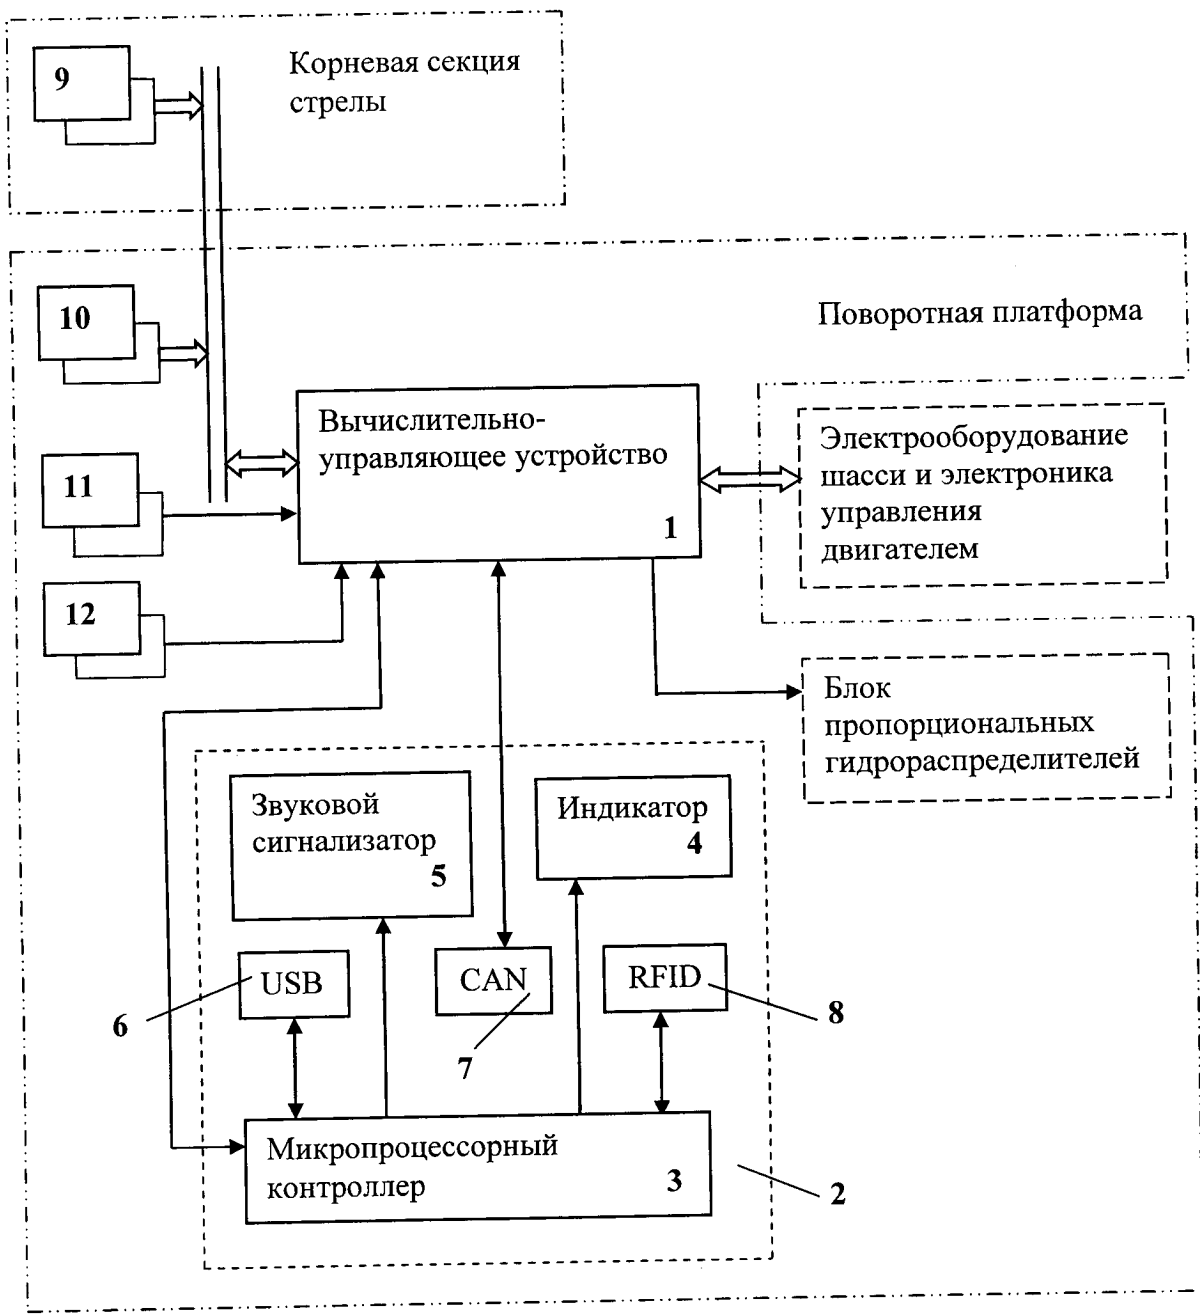 9
Корневая секция
стрелы
10
Поворотная платформа
Вычислительно-
управляющее устройство
1
Электрооборудование
шасси и электроника
управления
двигателем
11
12
Блок
пропорциональных
гидрораспределителей
Звуковой
сигнализатор
5
Индикатор
4
USB
6
CAN
7
RFID
8
Микропроцессорный
контроллер
3
2